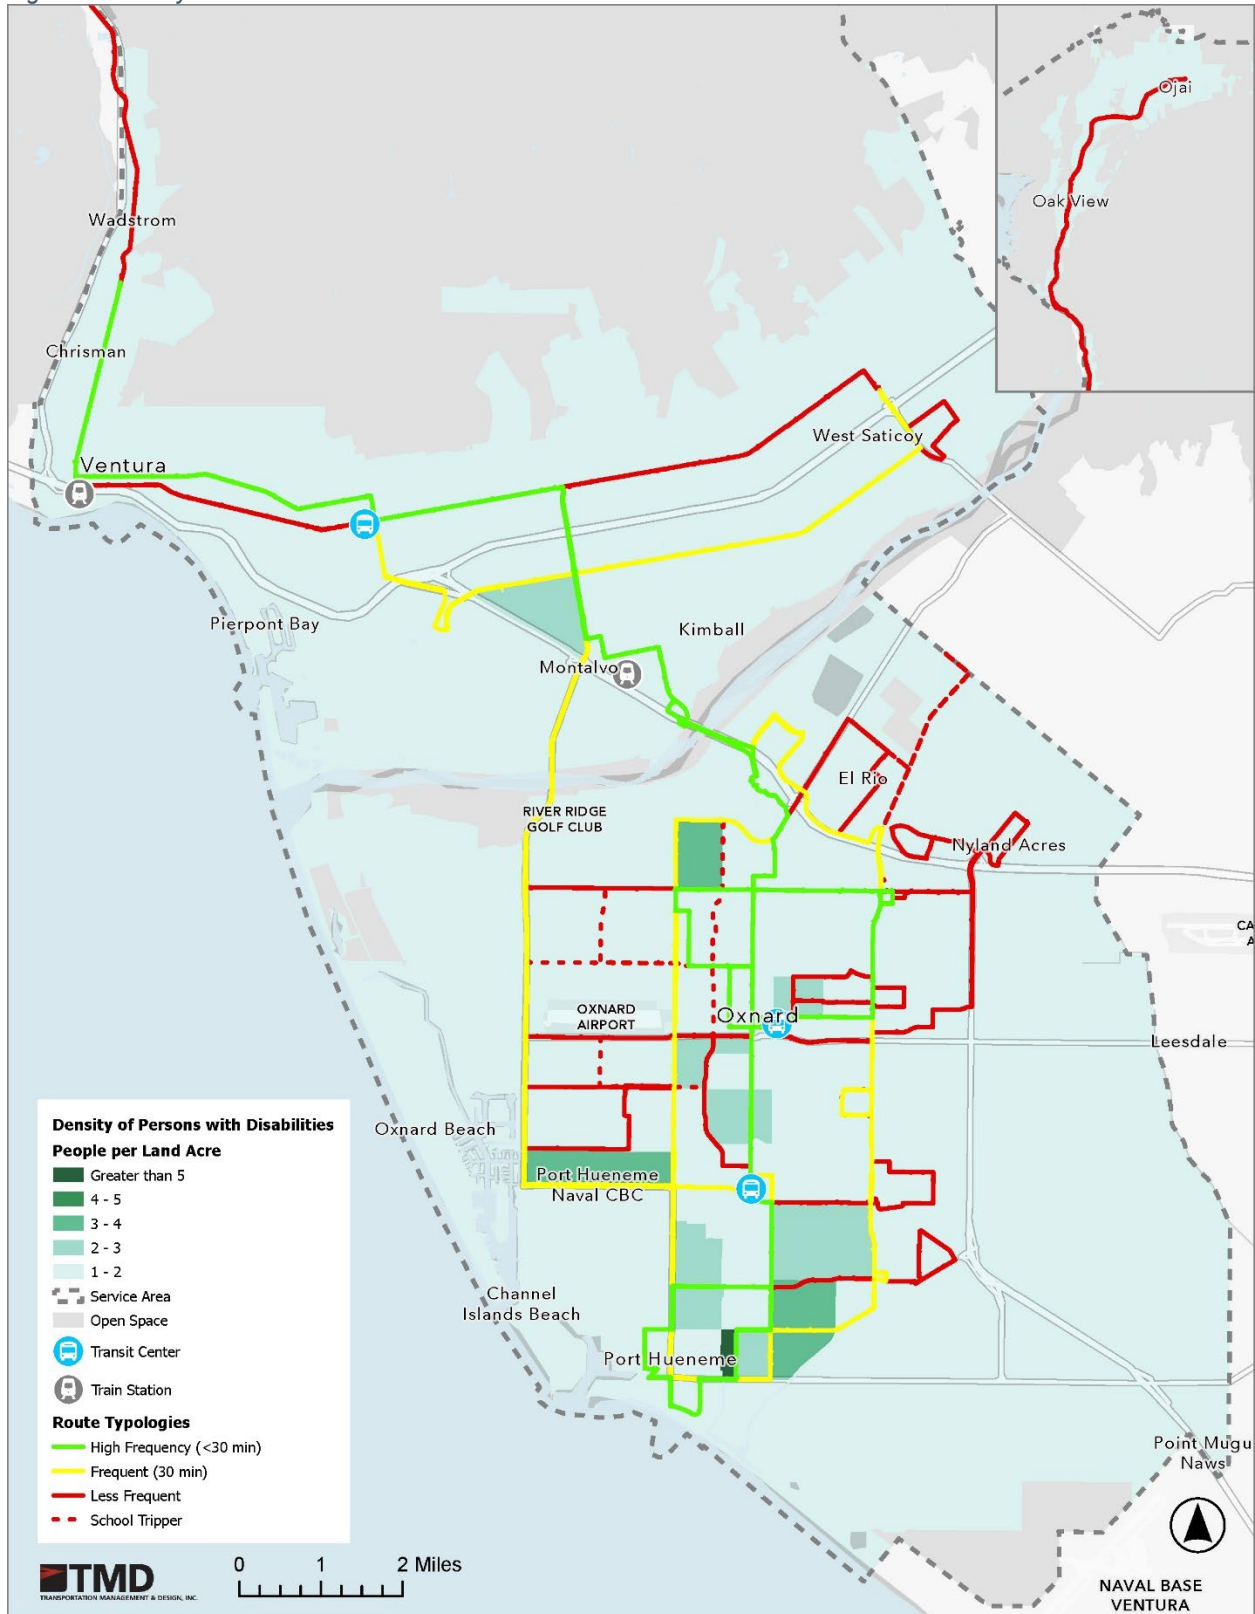 Ojai
Oak View
Wadstrom
Chrisman
Ventura
West Saticoy
Pierpont Bay
Kimball
Montalvo
El Rio
RIVER RIDGE
GOLF CLUB
Nyland Acres
OXNARD
AIRPORT
Oxnard
Leesdale
Oxnard Beach
Port Hueneme
Naval CBC
Channel
Islands Beach
Port Hueneme
Point Mugu
Naws
NAVAL BASE
VENTURA
CA
A
Density of Persons with Disabilities
People per Land Acre
Greater than 5
4 - 5
3 - 4
2 - 3
1 - 2
Service Area
Open Space
Transit Center
Train Station
Route Typologies
High Frequency (<30 min)
Frequent (30 min)
Less Frequent
School Tripper
TMD
TRANSPORTATION MANAGEMENT & DESIGN, INC.
0 1 2 Miles